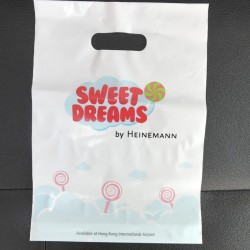 SWEET
DREAMS
by HEINEMANN
Available at Hong Kong International Airport